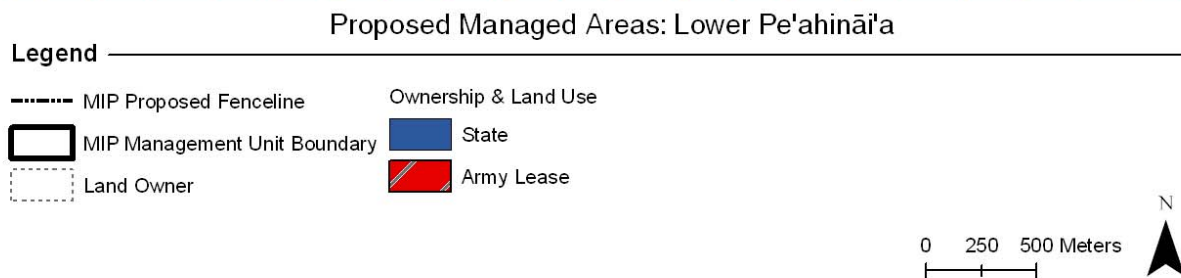 Proposed Managed Areas: Lower Pe'ahināi'a
Legend
MIP Proposed Fenceline
MIP Management Unit Boundary
Land Owner
Ownership & Land Use
State
Army Lease
N
0 250 500 Meters